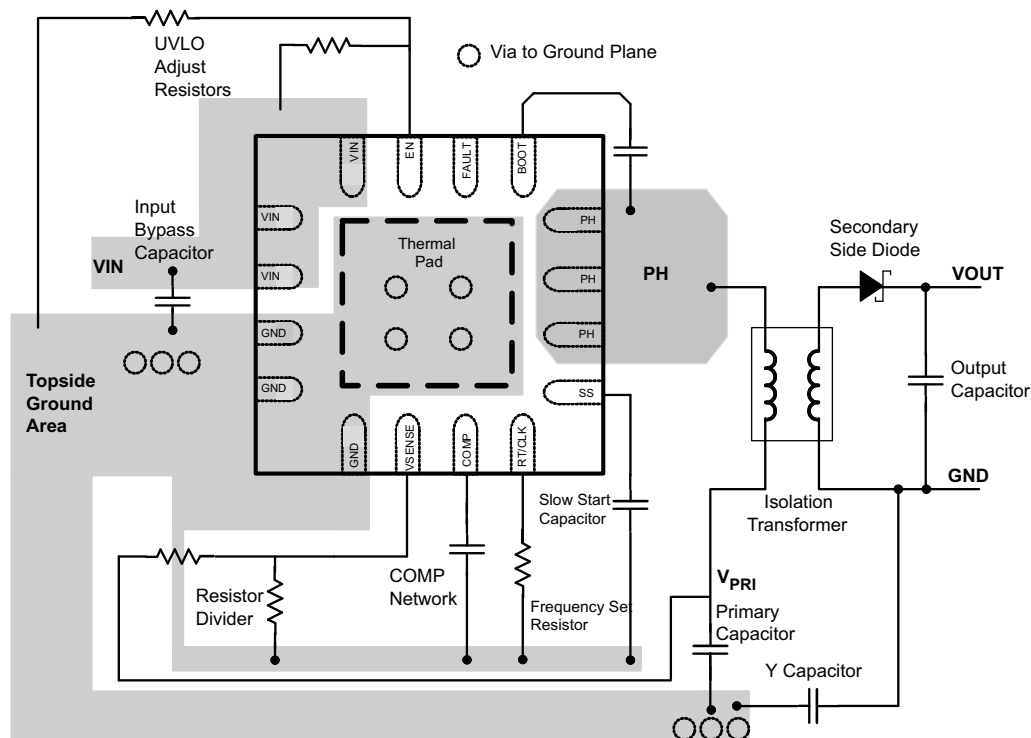 UVLO
Adjust
Resistors
Via to Ground Plane
VIN
EN
FAULT
BOOT
VIN
VIN
GND
GND
GND
VSENSE
COMP
RT/CLK
PH
PH
PH
SS
Thermal
Pad
Input
Bypass
Capacitor
VIN
PH
Secondary
Side Diode
VOUT
Output
Capacitor
GND
Isolation
Transformer
Topside
Ground
Area
Slow Start
Capacitor
Resistor
Divider
COMP
Network
Frequency Set
Resistor
VPRI
Primary
Capacitor
Y Capacitor